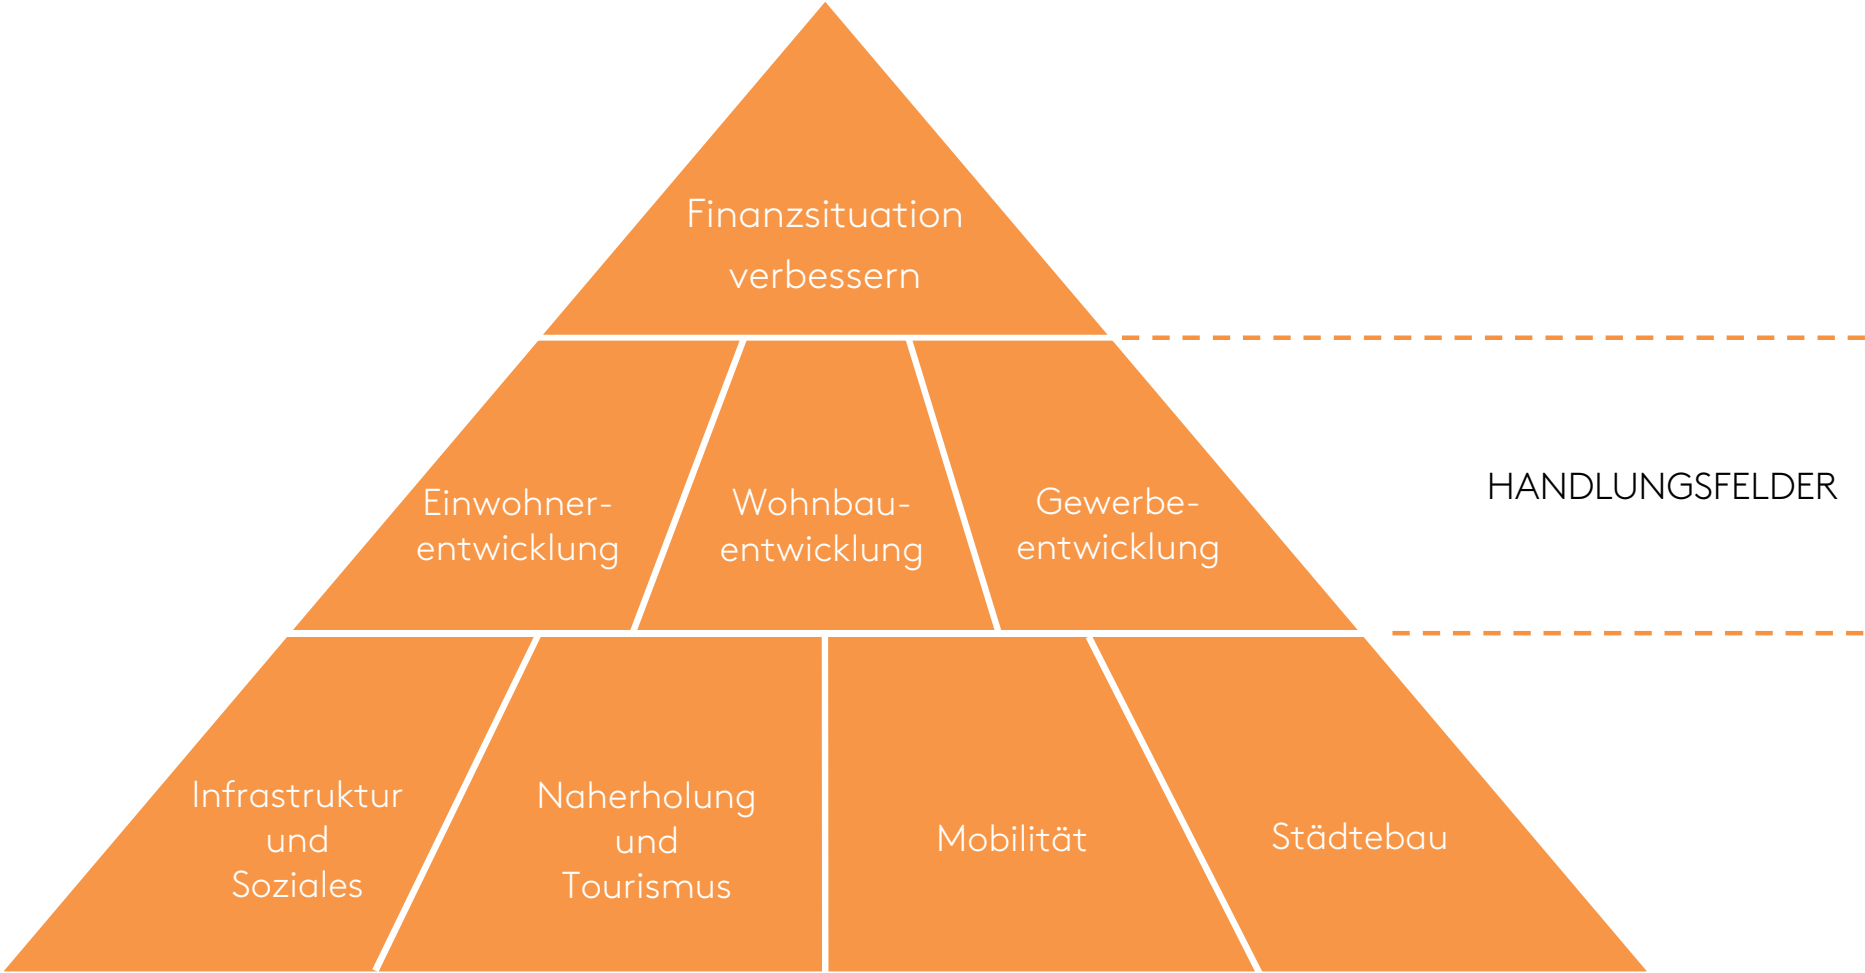 Finanzsituation
verbessern
Einwohner-
entwicklung
Wohnbau-
entwicklung
Gewerbe-
entwicklung
HANDLUNGSFELDER
Infrastruktur
und
Soziales
Naherholung
und
Tourismus
Mobilität
Städtebau